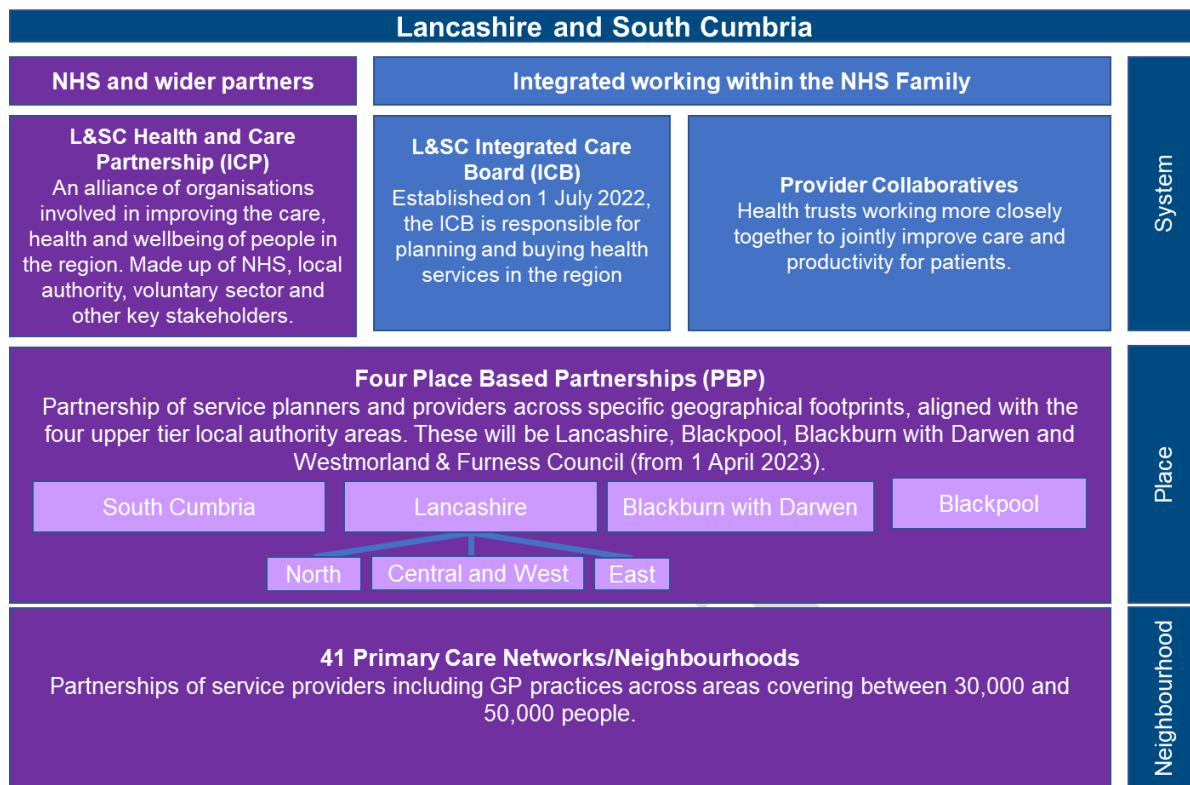 Lancashire and South Cumbria
NHS and wider partners
Integrated working within the NHS Family
System
L&SC Health and Care
Partnership (ICP)
An alliance of organisations
involved in improving the care,
health and wellbeing of people in
the region. Made up of NHS, local
authority, voluntary sector and
other key stakeholders.
L&SC Integrated Care
Board (ICB)
Established on 1 July 2022,
the ICB is responsible for
planning and buying health
services in the region
Provider Collaboratives
Health trusts working more closely
together to jointly improve care and
productivity for patients.
Four Place Based Partnerships (PBP)
Partnership of service planners and providers across specific geographical footprints, aligned with the
four upper tier local authority areas. These will be Lancashire, Blackpool, Blackburn with Darwen and
Westmorland & Furness Council (from 1 April 2023).
Place
South Cumbria
Lancashire
Blackburn with Darwen
Blackpool
North
Central and West
East
41 Primary Care Networks/Neighbourhoods
Partnerships of service providers including GP practices across areas covering between 30,000 and
50,000 people.
Neighbourhood